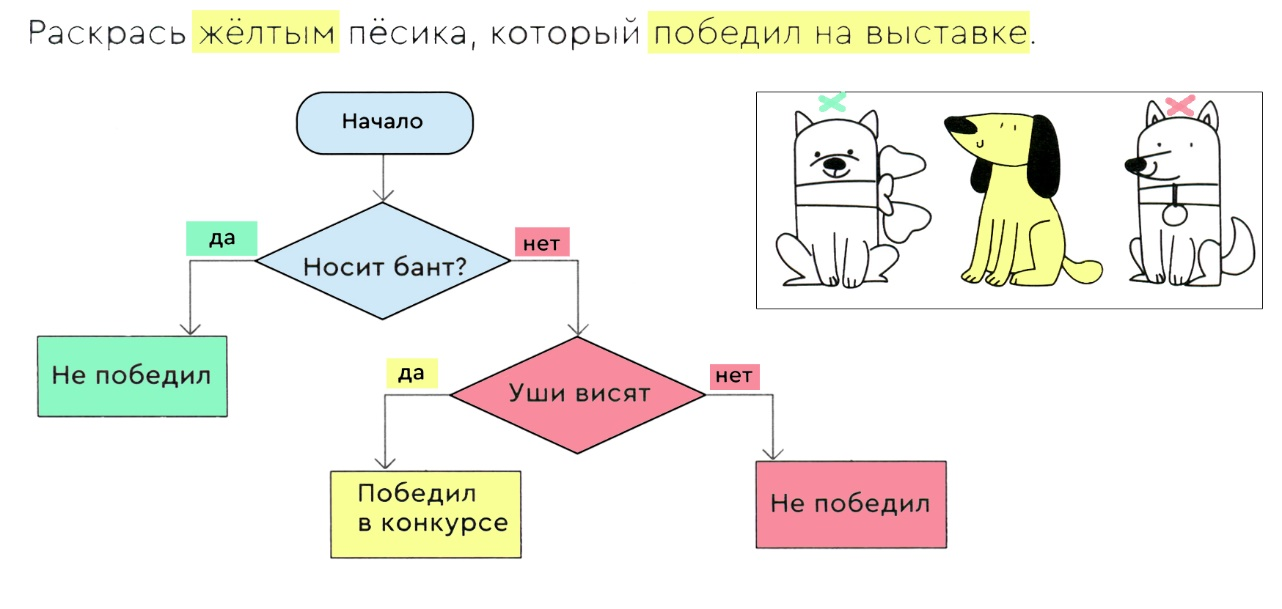 Раскрась жёлтым пёсика, который победил на выставке.
Начало
да
нет
Носит бант?
Не победил
да
нет
Уши висят
Победил
в конкурсе
Не победил